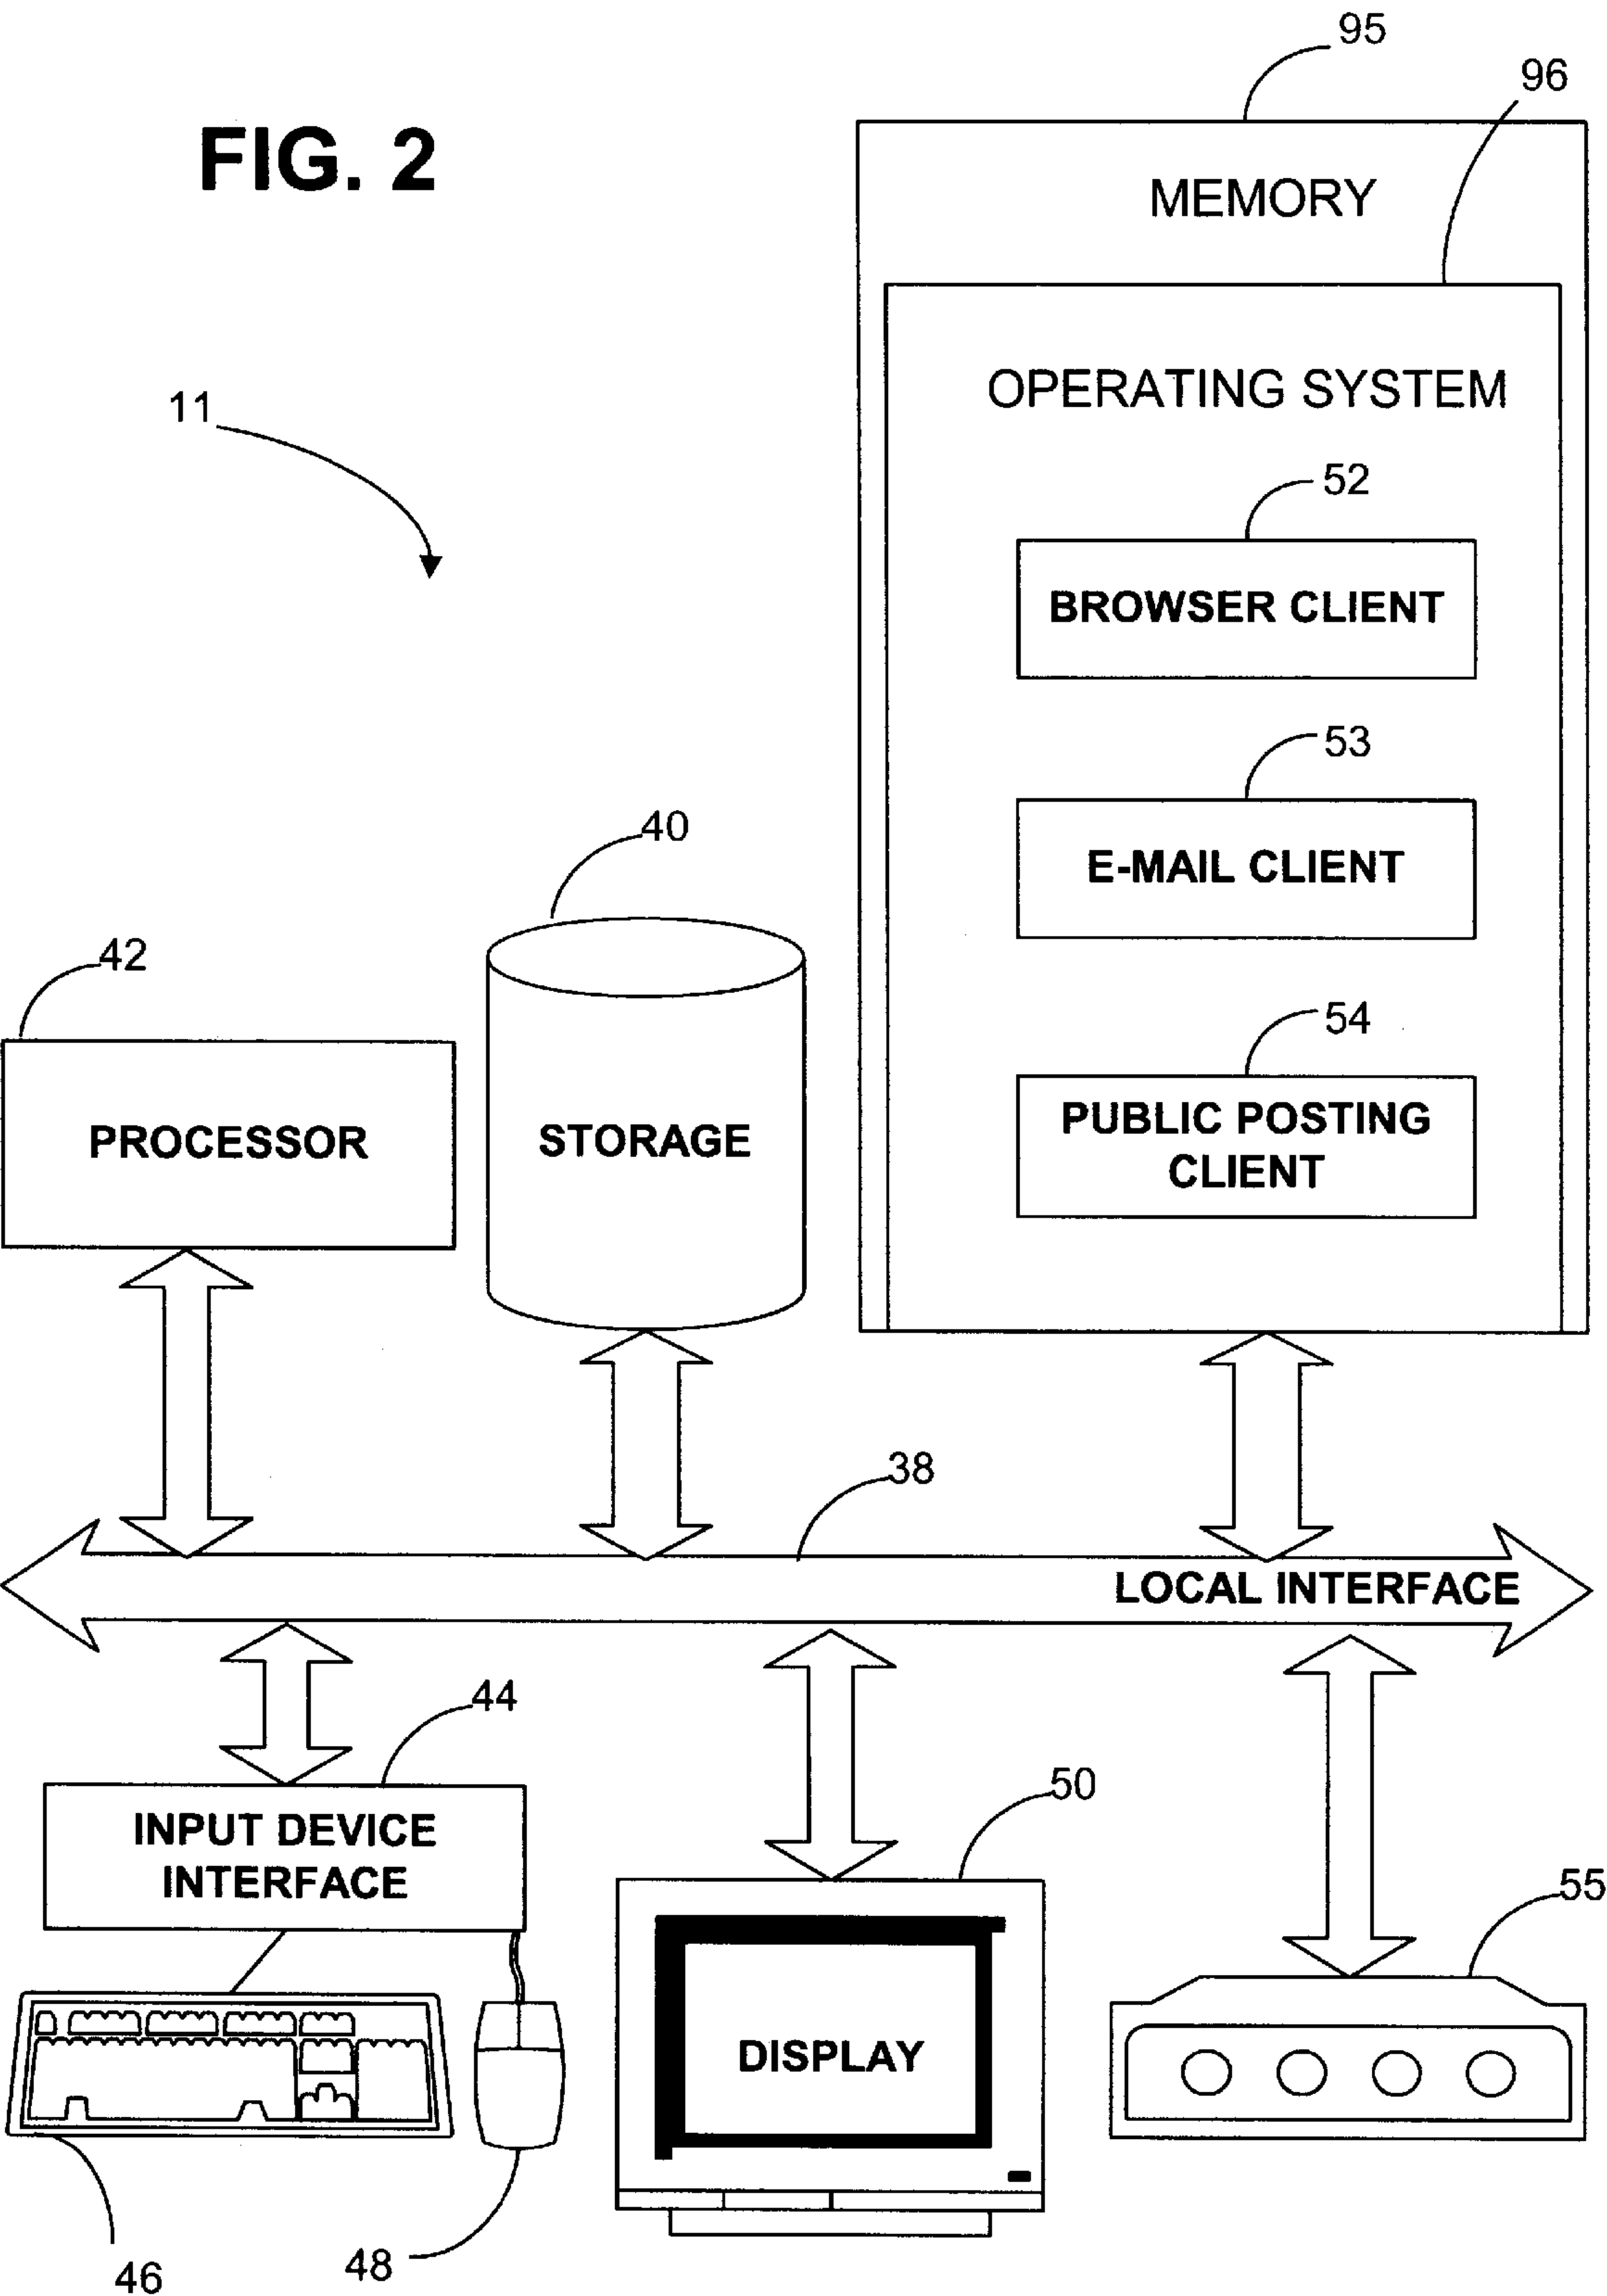 95
96
FIG. 2
MEMORY
OPERATING SYSTEM
11
52
BROWSER CLIENT
53
E-MAIL CLIENT
40
42
54
PROCESSOR
STORAGE
PUBLIC POSTING
CLIENT
38
LOCAL INTERFACE
44
50
INPUT DEVICE
INTERFACE
55
DISPLAY
46
48